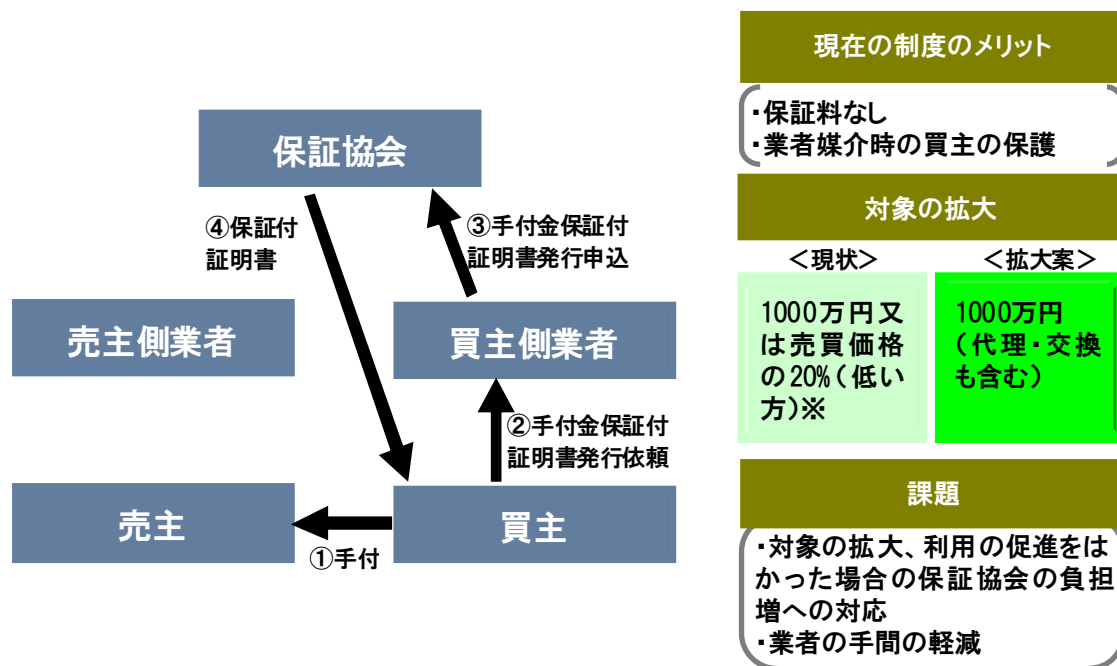 保証協会
④保証付
証明書
③手付金保証付
証明書発行申込
売主側業者
買主側業者
②手付金保証付
証明書発行依頼
売主
買主
①手付
現在の制度のメリット
・保証料なし
・業者媒介時の買主の保護
対象の拡大
＜現状＞
＜拡大案＞
1000万円又
は売買価格
の20%(低い
方)※
1000万円
(代理・交換
も含む)
課題
・対象の拡大、利用の促進をは
かった場合の保証協会の負担
増への対応
・業者の手間の軽減